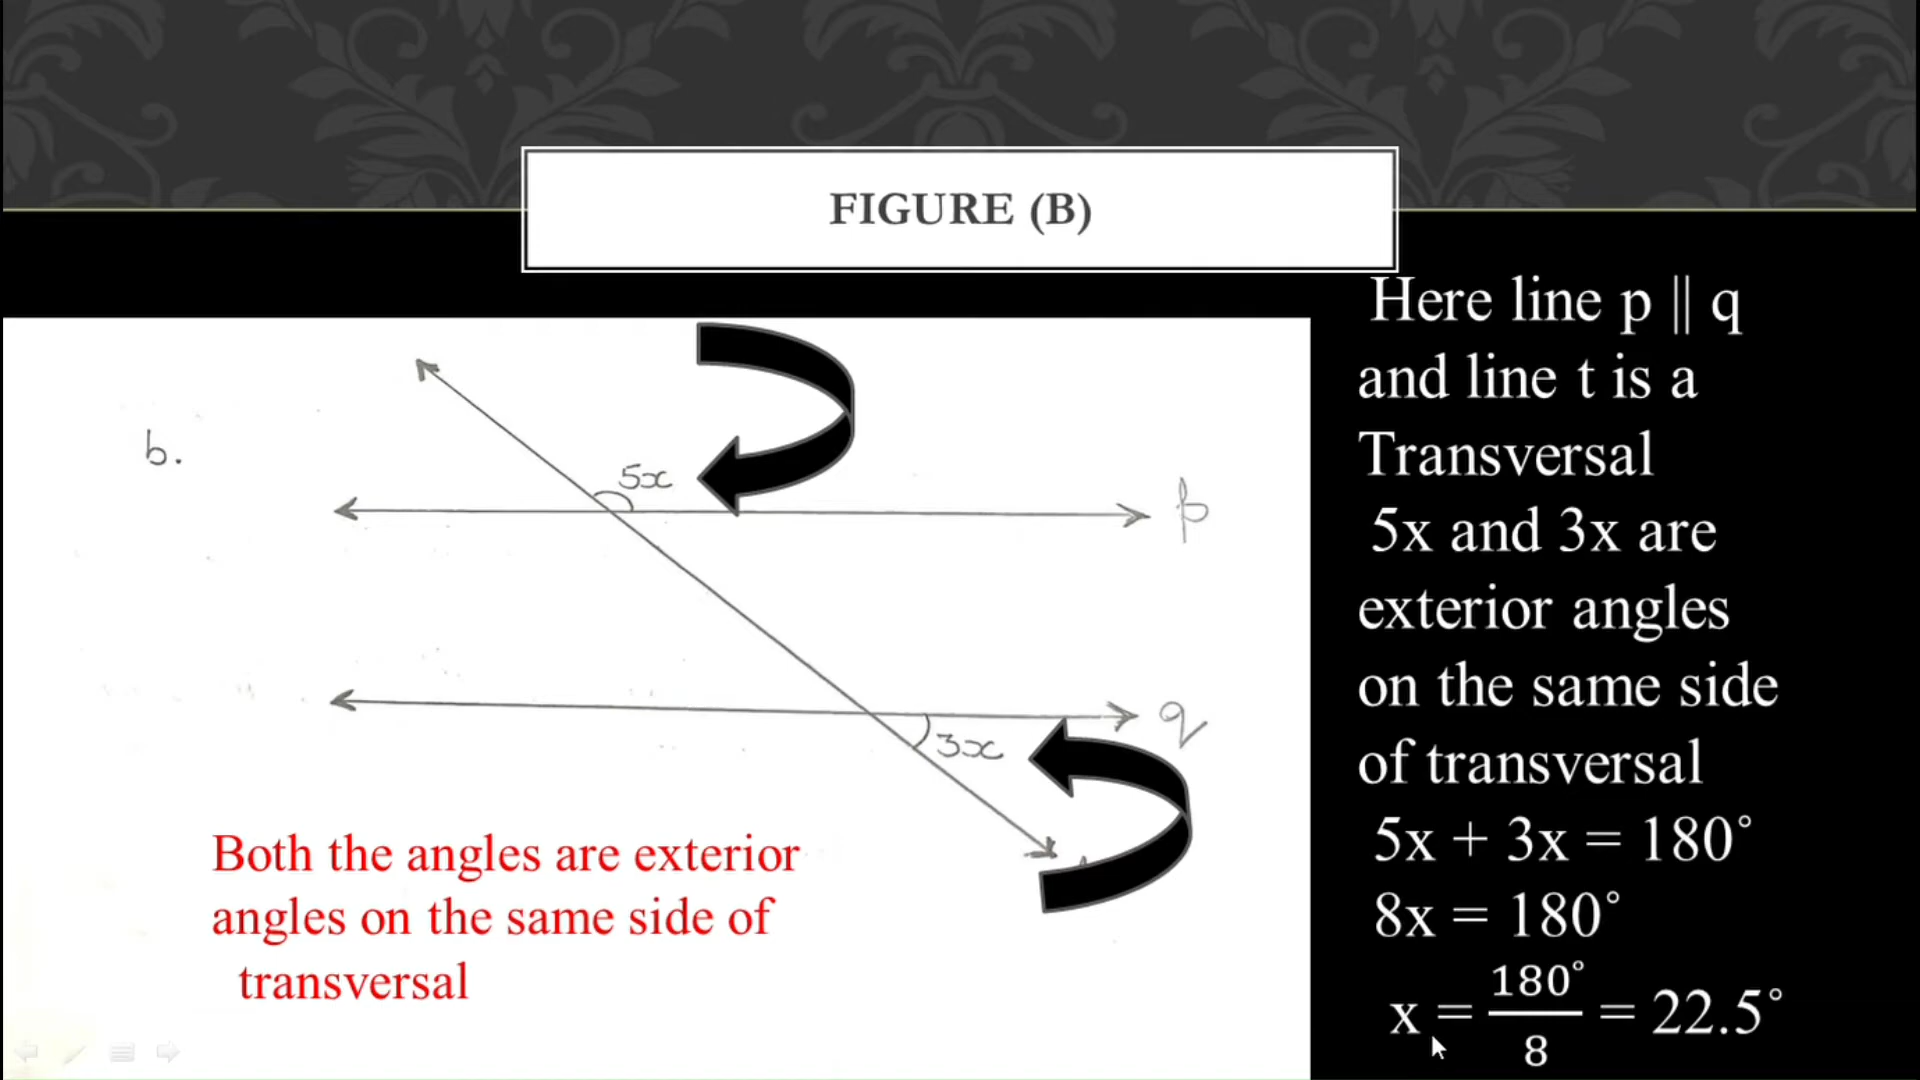 FIGURE (B)
b.
5x
p
q
3x
Both the angles are exterior
angles on the same side of
transversal
Here line p || q
and line t is a
Transversal
5x and 3x are
exterior angles
on the same side
of transversal
5x + 3x = 180°
8x = 180°
x = 180°/8 = 22.5°